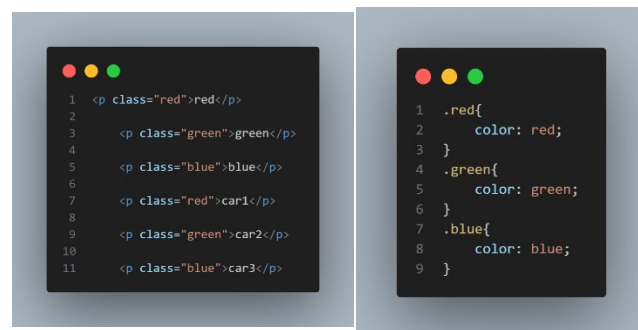 1 <p class="red">red</p>
2
3 <p class="green">green</p>
4
5 <p class="blue">blue</p>
6
7 <p class="red">car1</p>
8
9 <p class="green">car2</p>
10
11 <p class="blue">car3</p>
1 .red{
2 color: red;
3 }
4 .green{
5 color: green;
6 }
7 .blue{
8 color: blue;
9 }